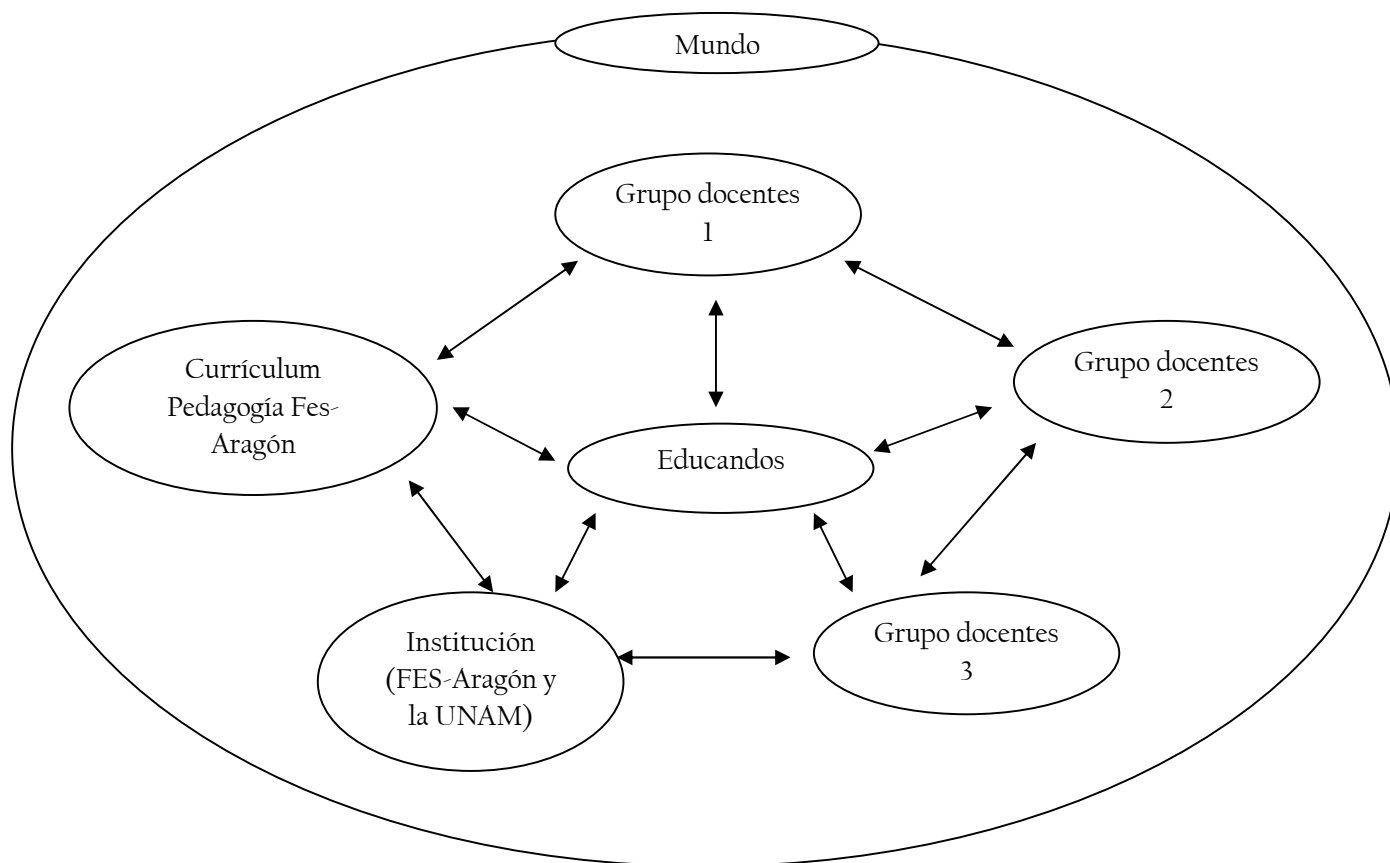 Mundo
Grupo docentes
1
Currículum
Pedagogía Fes-
Aragón
Grupo docentes
2
Educandos
Institución
(FES-Aragón y
la UNAM)
Grupo docentes
3